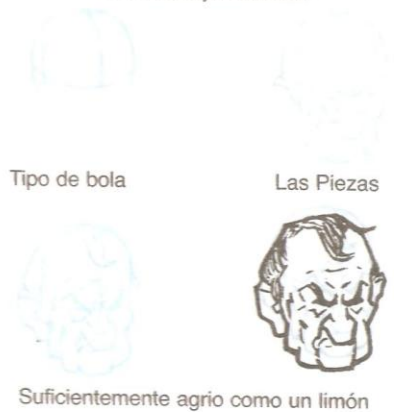 Tipo de bola
Las Piezas
Suficientemente agrio como un limón